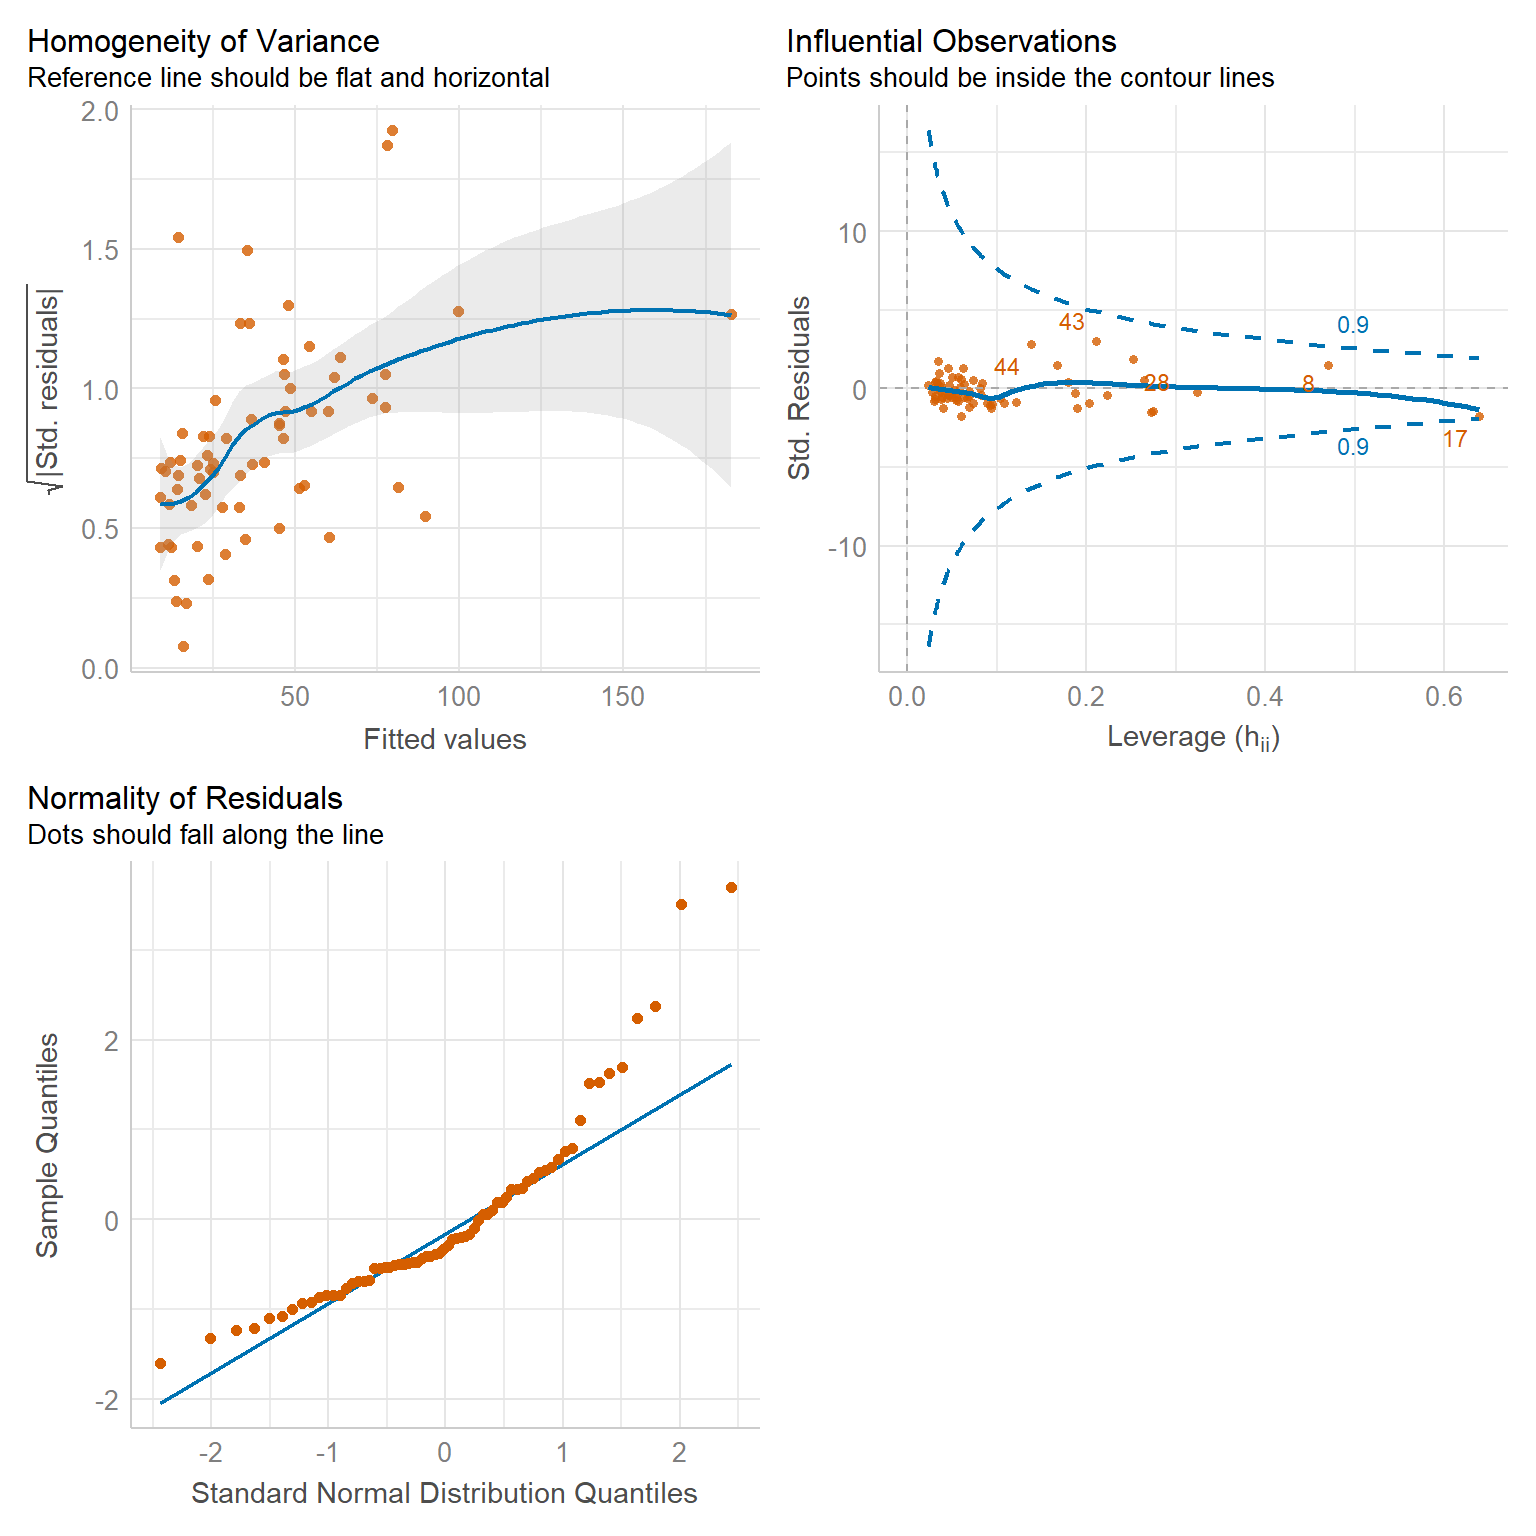 Homogeneity of Variance
Reference line should be flat and horizontal
2.0
1.5
1.0
0.5
0.0
√|Std. residuals|
50
100
150
Fitted values
Influential Observations
Points should be inside the contour lines
10
0
-10
Std. Residuals
43
44
28
8
17
0.9
0.9
0.0
0.2
0.4
0.6
Leverage (hii)
Normality of Residuals
Dots should fall along the line
2
0
-2
Sample Quantiles
-2
-1
0
1
2
Standard Normal Distribution Quantiles